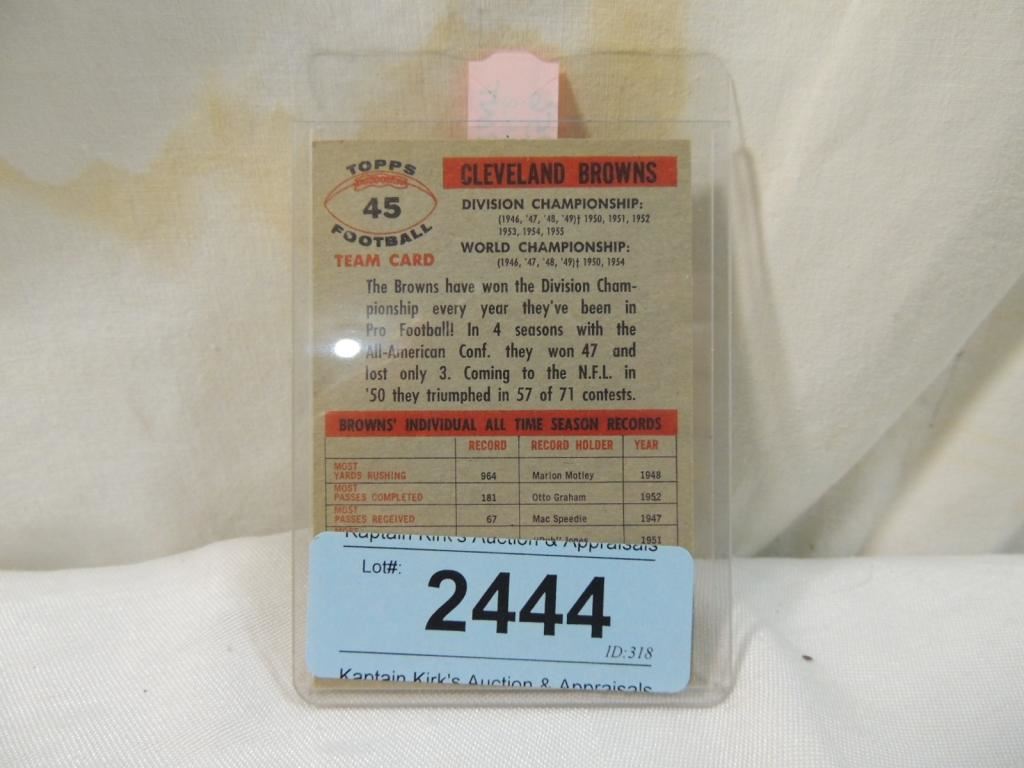 TOPPS
45
FOOTBALL
TEAM CARD
CLEVELAND BROWNS
DIVISION CHAMPIONSHIP:
(1946, '47, '48, '49)† 1950, 1951, 1952
1953, 1954, 1955
WORLD CHAMPIONSHIP:
(1946, '47, '48, '49)† 1950, 1954
The Browns have won the Division Cham-
pionship every year they've been in
Pro Football! In 4 seasons with the
All-American Conf. they won 47 and
lost only 3. Coming to the N.F.L. in
'50 they triumphed in 57 of 71 contests.
BROWNS' INDIVIDUAL ALL TIME SEASON RECORDS
RECORD RECORD HOLDER YEAR
MOST
YARDS RUSHING 964 Marion Motley 1948
MOST
PASSES COMPLETED 181 Otto Graham 1952
MOST
PASSES RECEIVED 67 Mac Speedie 1947
MOST
"Dub" Jones 1951
Kaptain Kirk's Auction & Appraisals
Lot#: 2444
ID:318
Kaptain Kirk's Auction & Appraisals